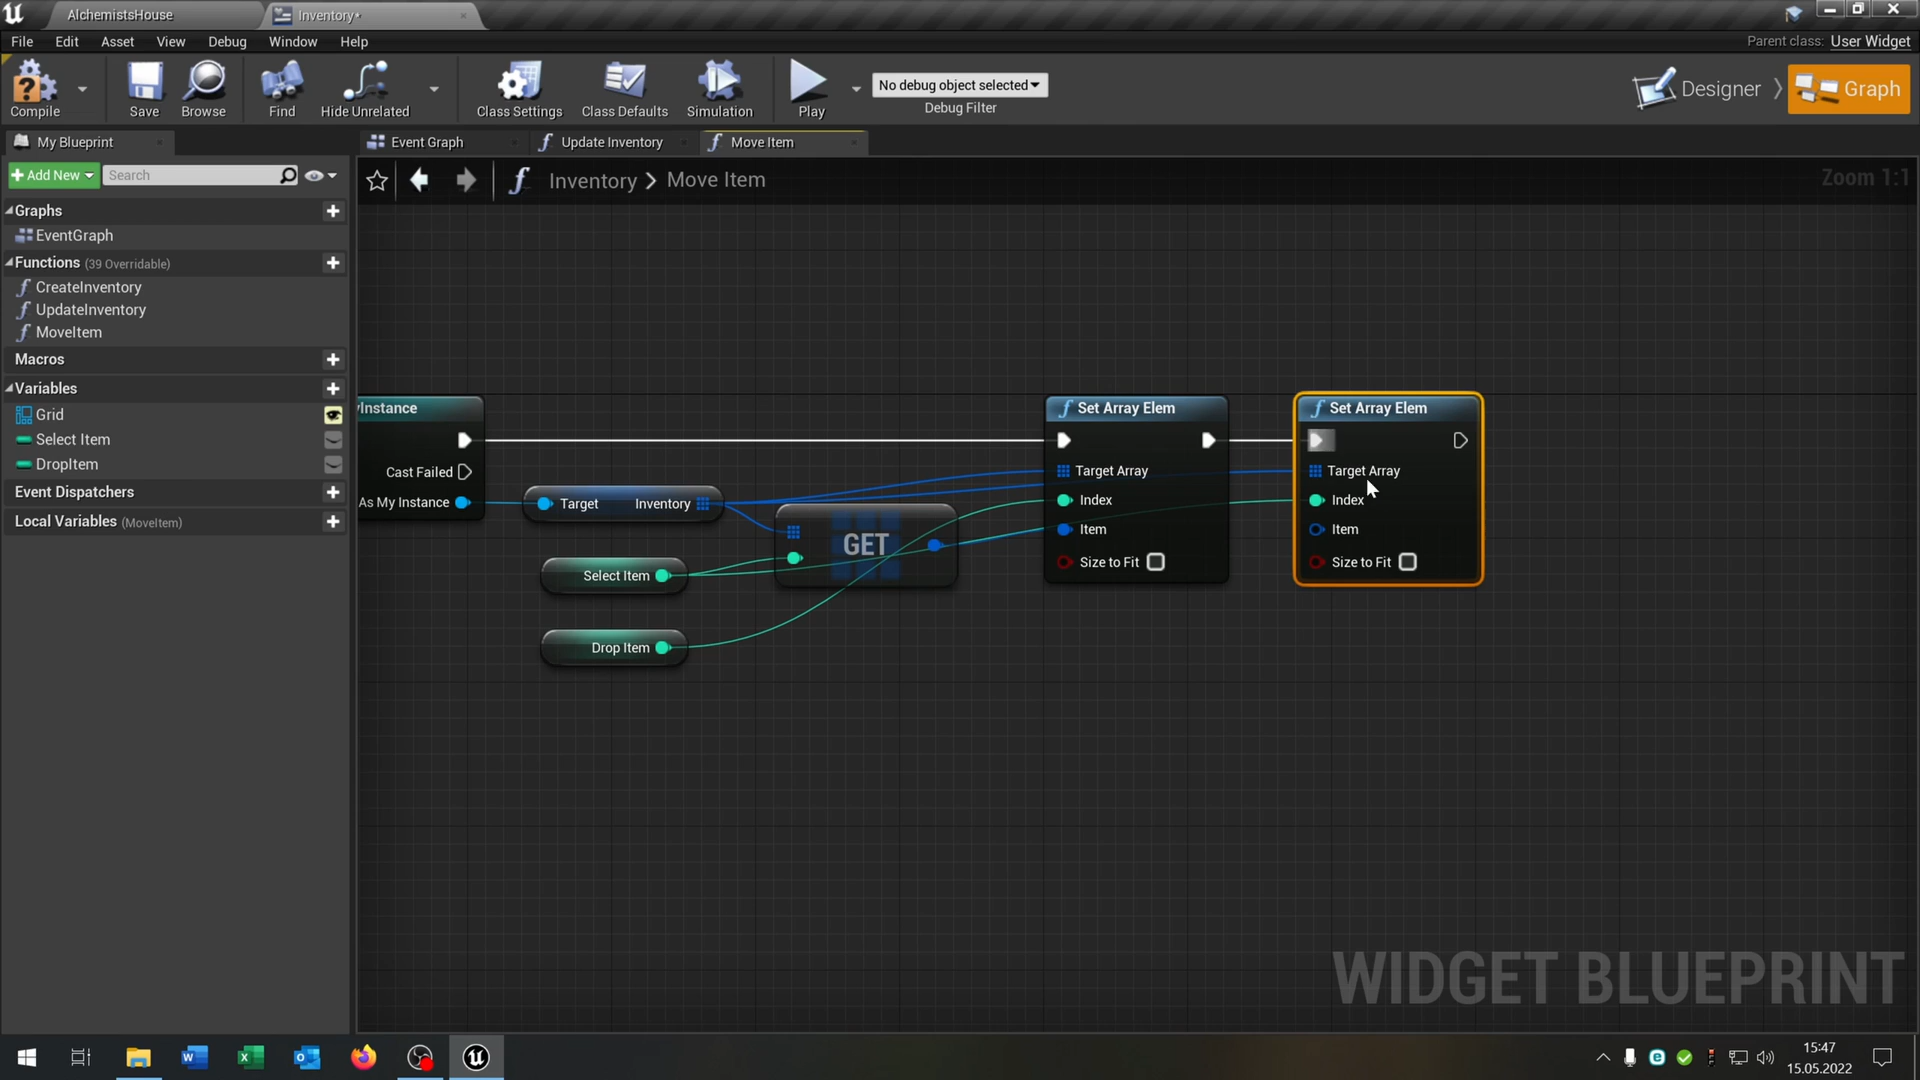 AlchemistsHouse
Inventory*
File Edit Asset View Debug Window Help
Parent class: User Widget
Compile
Save
Browse
Find
Hide Unrelated
Class Settings
Class Defaults
Simulation
Play
No debug object selected
Debug Filter
Designer
Graph
My Blueprint
Event Graph
Update Inventory
Move Item
Add New
Search
Inventory > Move Item
Zoom 1:1
Graphs
EventGraph
Functions (39 Overridable)
CreateInventory
UpdateInventory
MoveItem
Macros
Variables
Grid
Select Item
DropItem
Event Dispatchers
Local Variables (MoveItem)
yInstance
Cast Failed
As My Instance
Target Inventory
GET
Select Item
Drop Item
Set Array Elem
Target Array
Index
Item
Size to Fit
Set Array Elem
Target Array
Index
Item
Size to Fit
WIDGET BLUEPRINT
15:47
15.05.2022